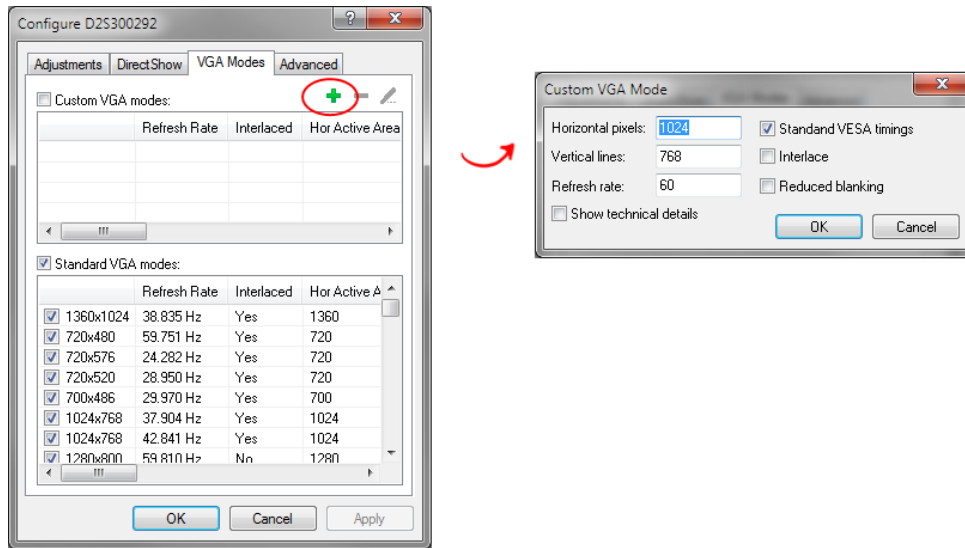 Configure D2S300292
Adjustments DirectShow VGA Modes Advanced
Custom VGA modes:
Refresh Rate Interlaced Hor Active Area
Standard VGA modes:
Refresh Rate Interlaced Hor Active A
1360x1024 38.835 Hz Yes 1360
720x480 59.751 Hz Yes 720
720x576 24.282 Hz Yes 720
720x520 28.950 Hz Yes 720
700x486 29.970 Hz Yes 700
1024x768 37.904 Hz Yes 1024
1024x768 42.841 Hz Yes 1024
1280x800 59.810 Hz No 1280
OK Cancel Apply
Custom VGA Mode
Horizontal pixels: 1024 Standard VESA timings
Vertical lines: 768 Interlace
Refresh rate: 60 Reduced blanking
Show technical details
OK Cancel